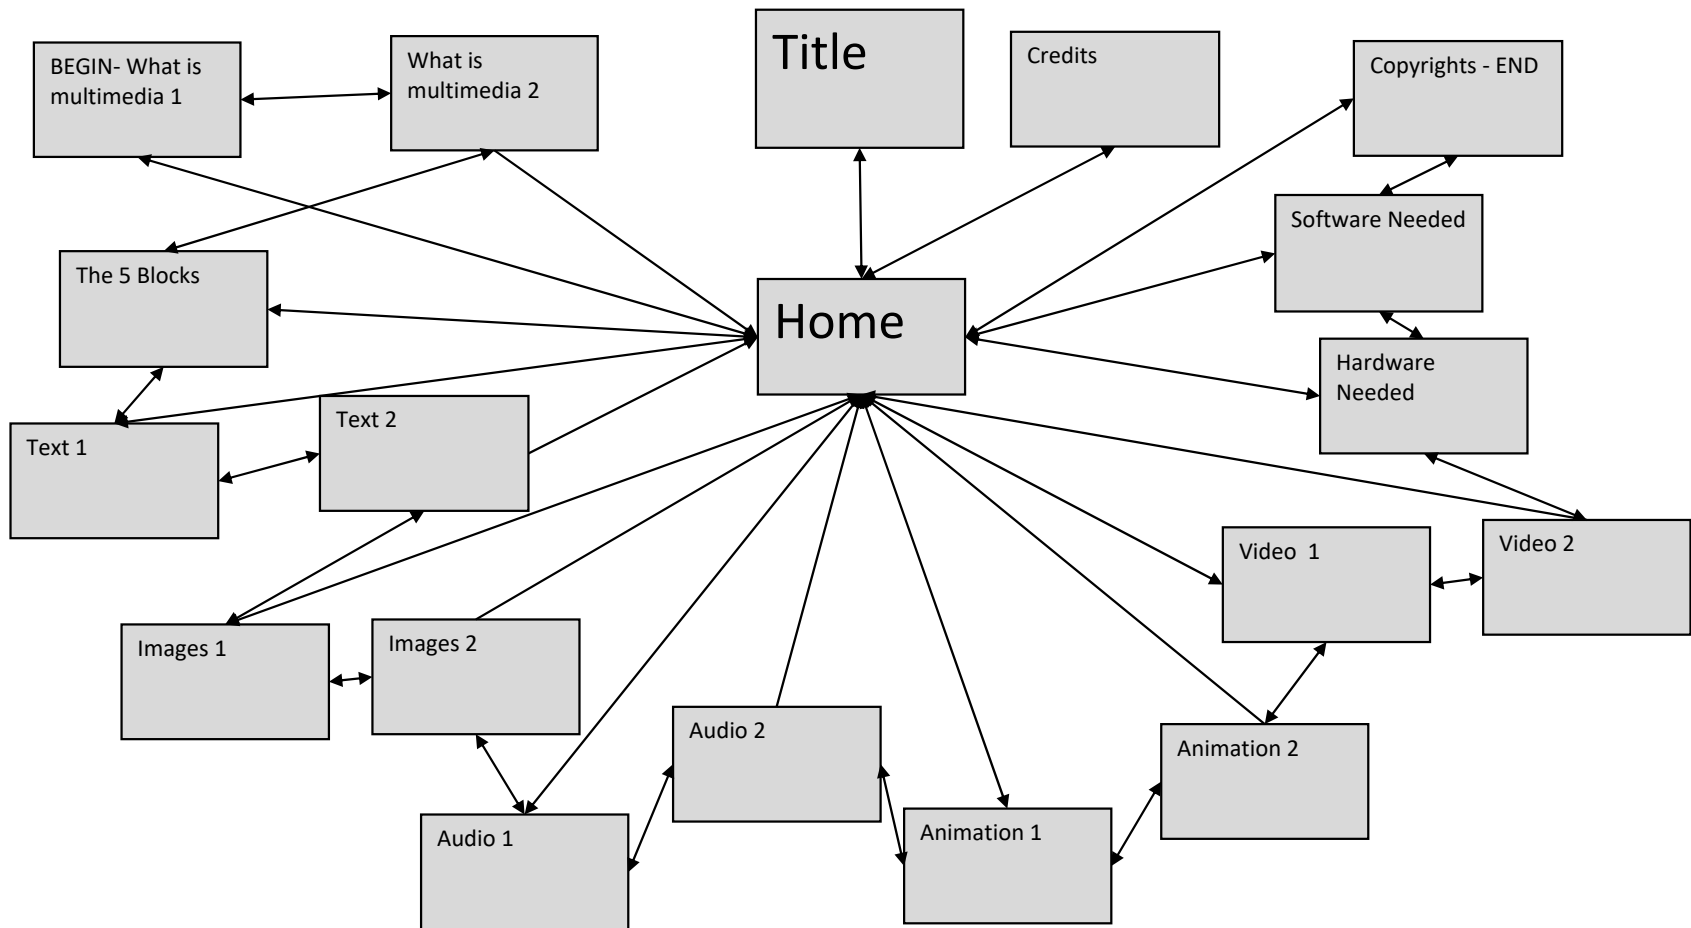 BEGIN- What is
multimedia 1
What is
multimedia 2
Title
Credits
Copyrights - END
Software Needed
The 5 Blocks
Home
Hardware
Needed
Text 1
Text 2
Video  1
Video 2
Images 1
Images 2
Audio 2
Animation 2
Audio 1
Animation 1